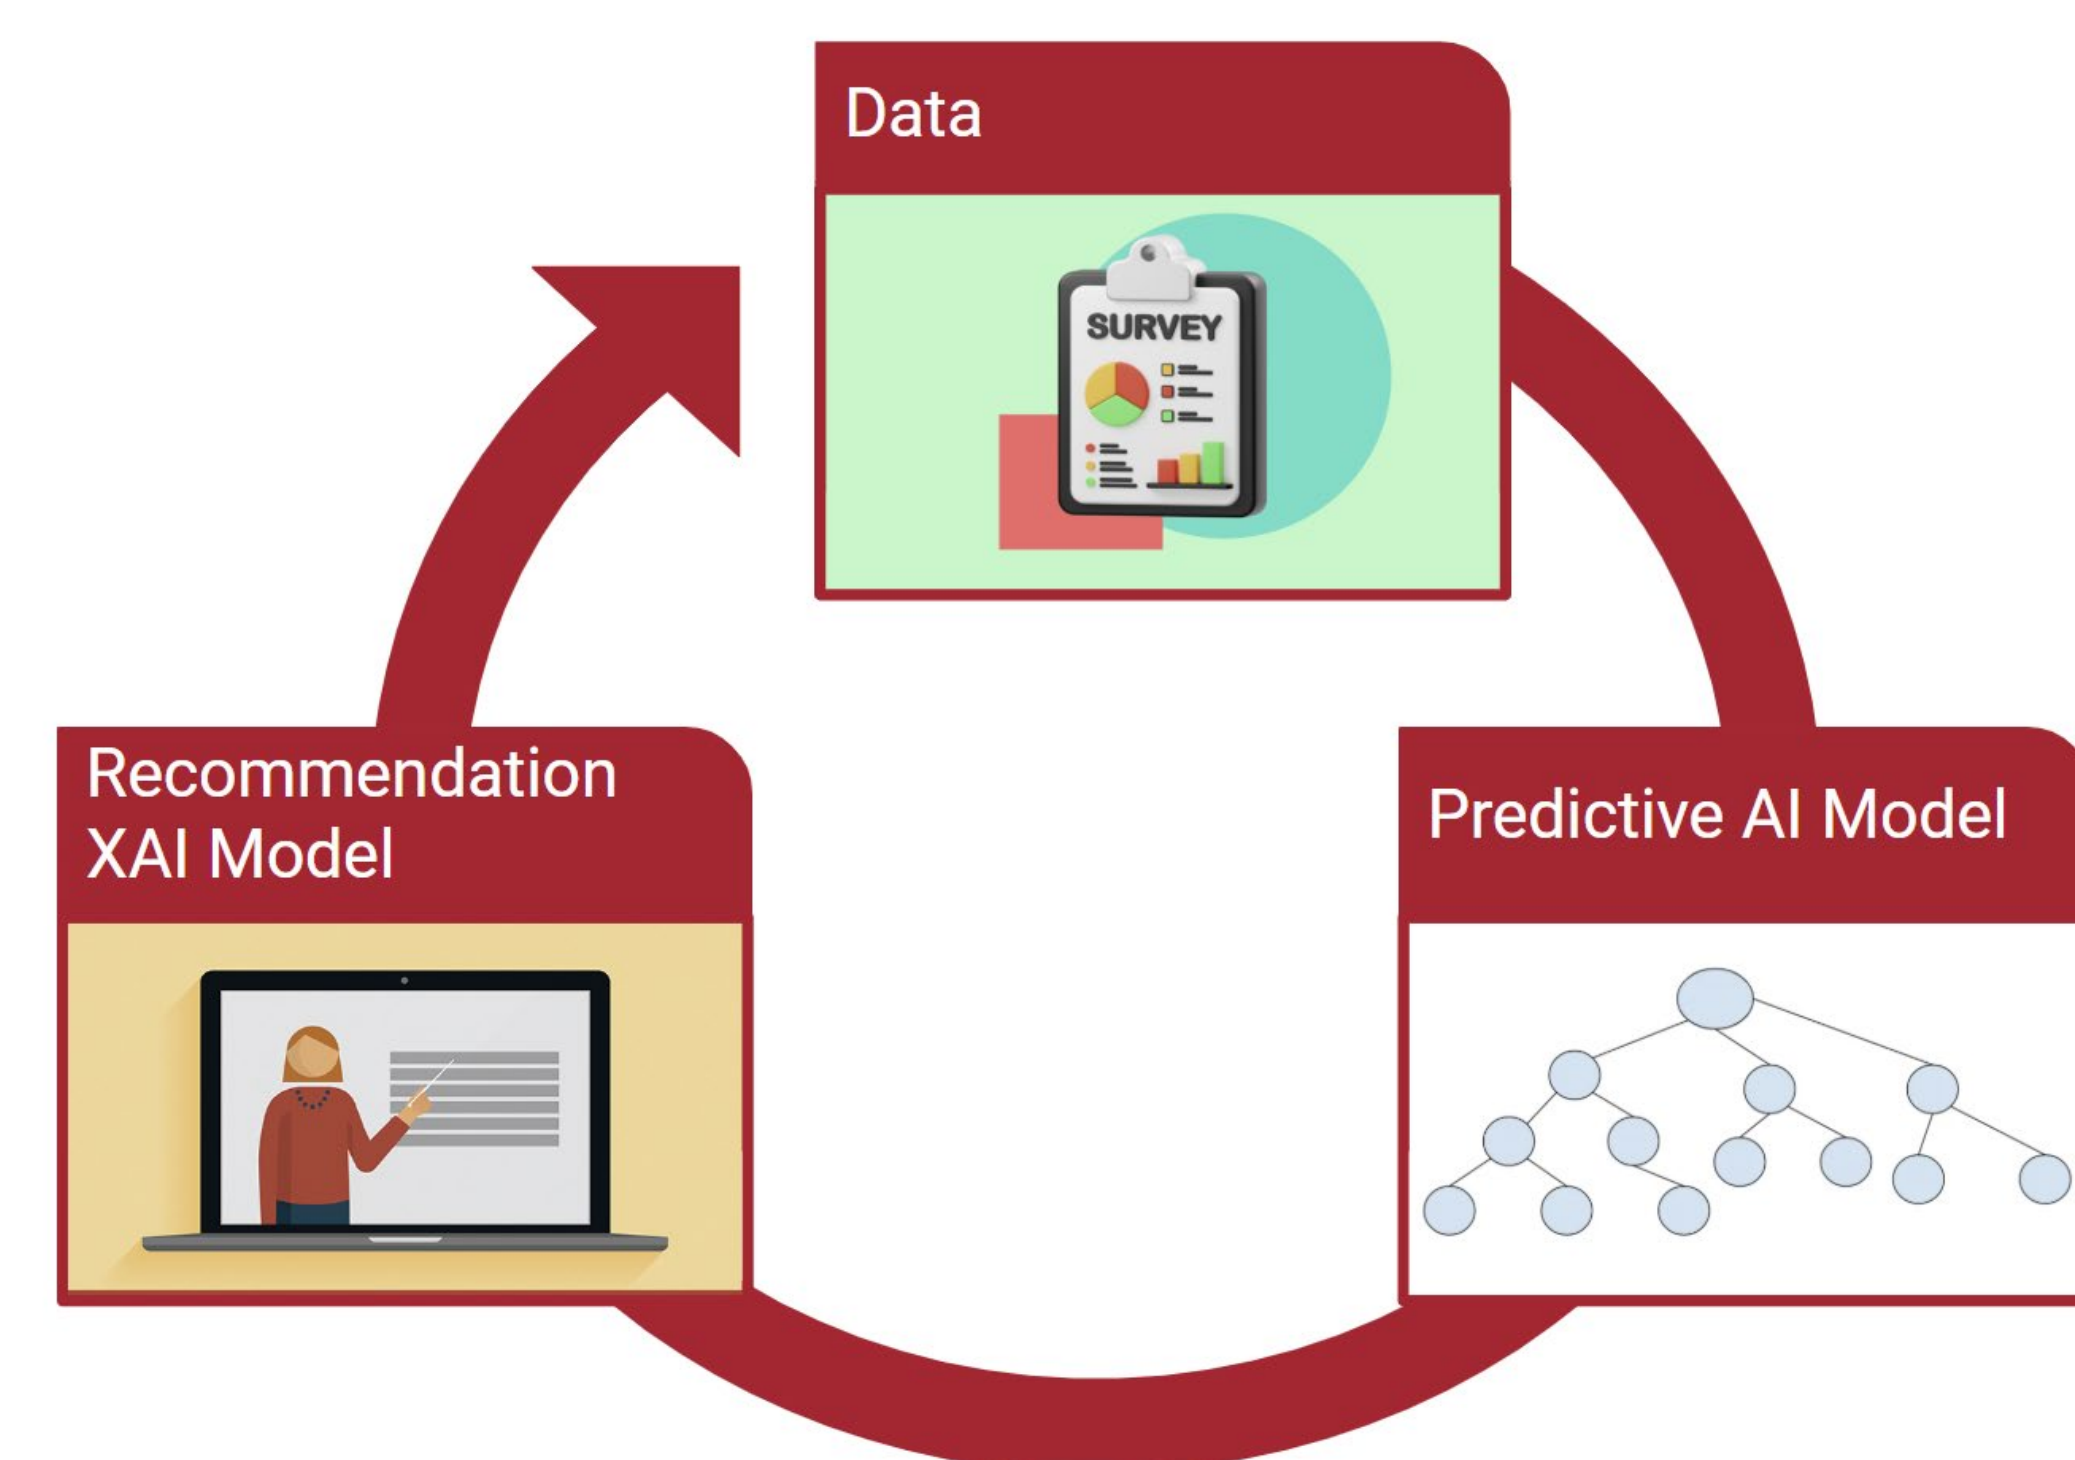 Data
SURVEY
Recommendation
XAI Model
Predictive AI Model